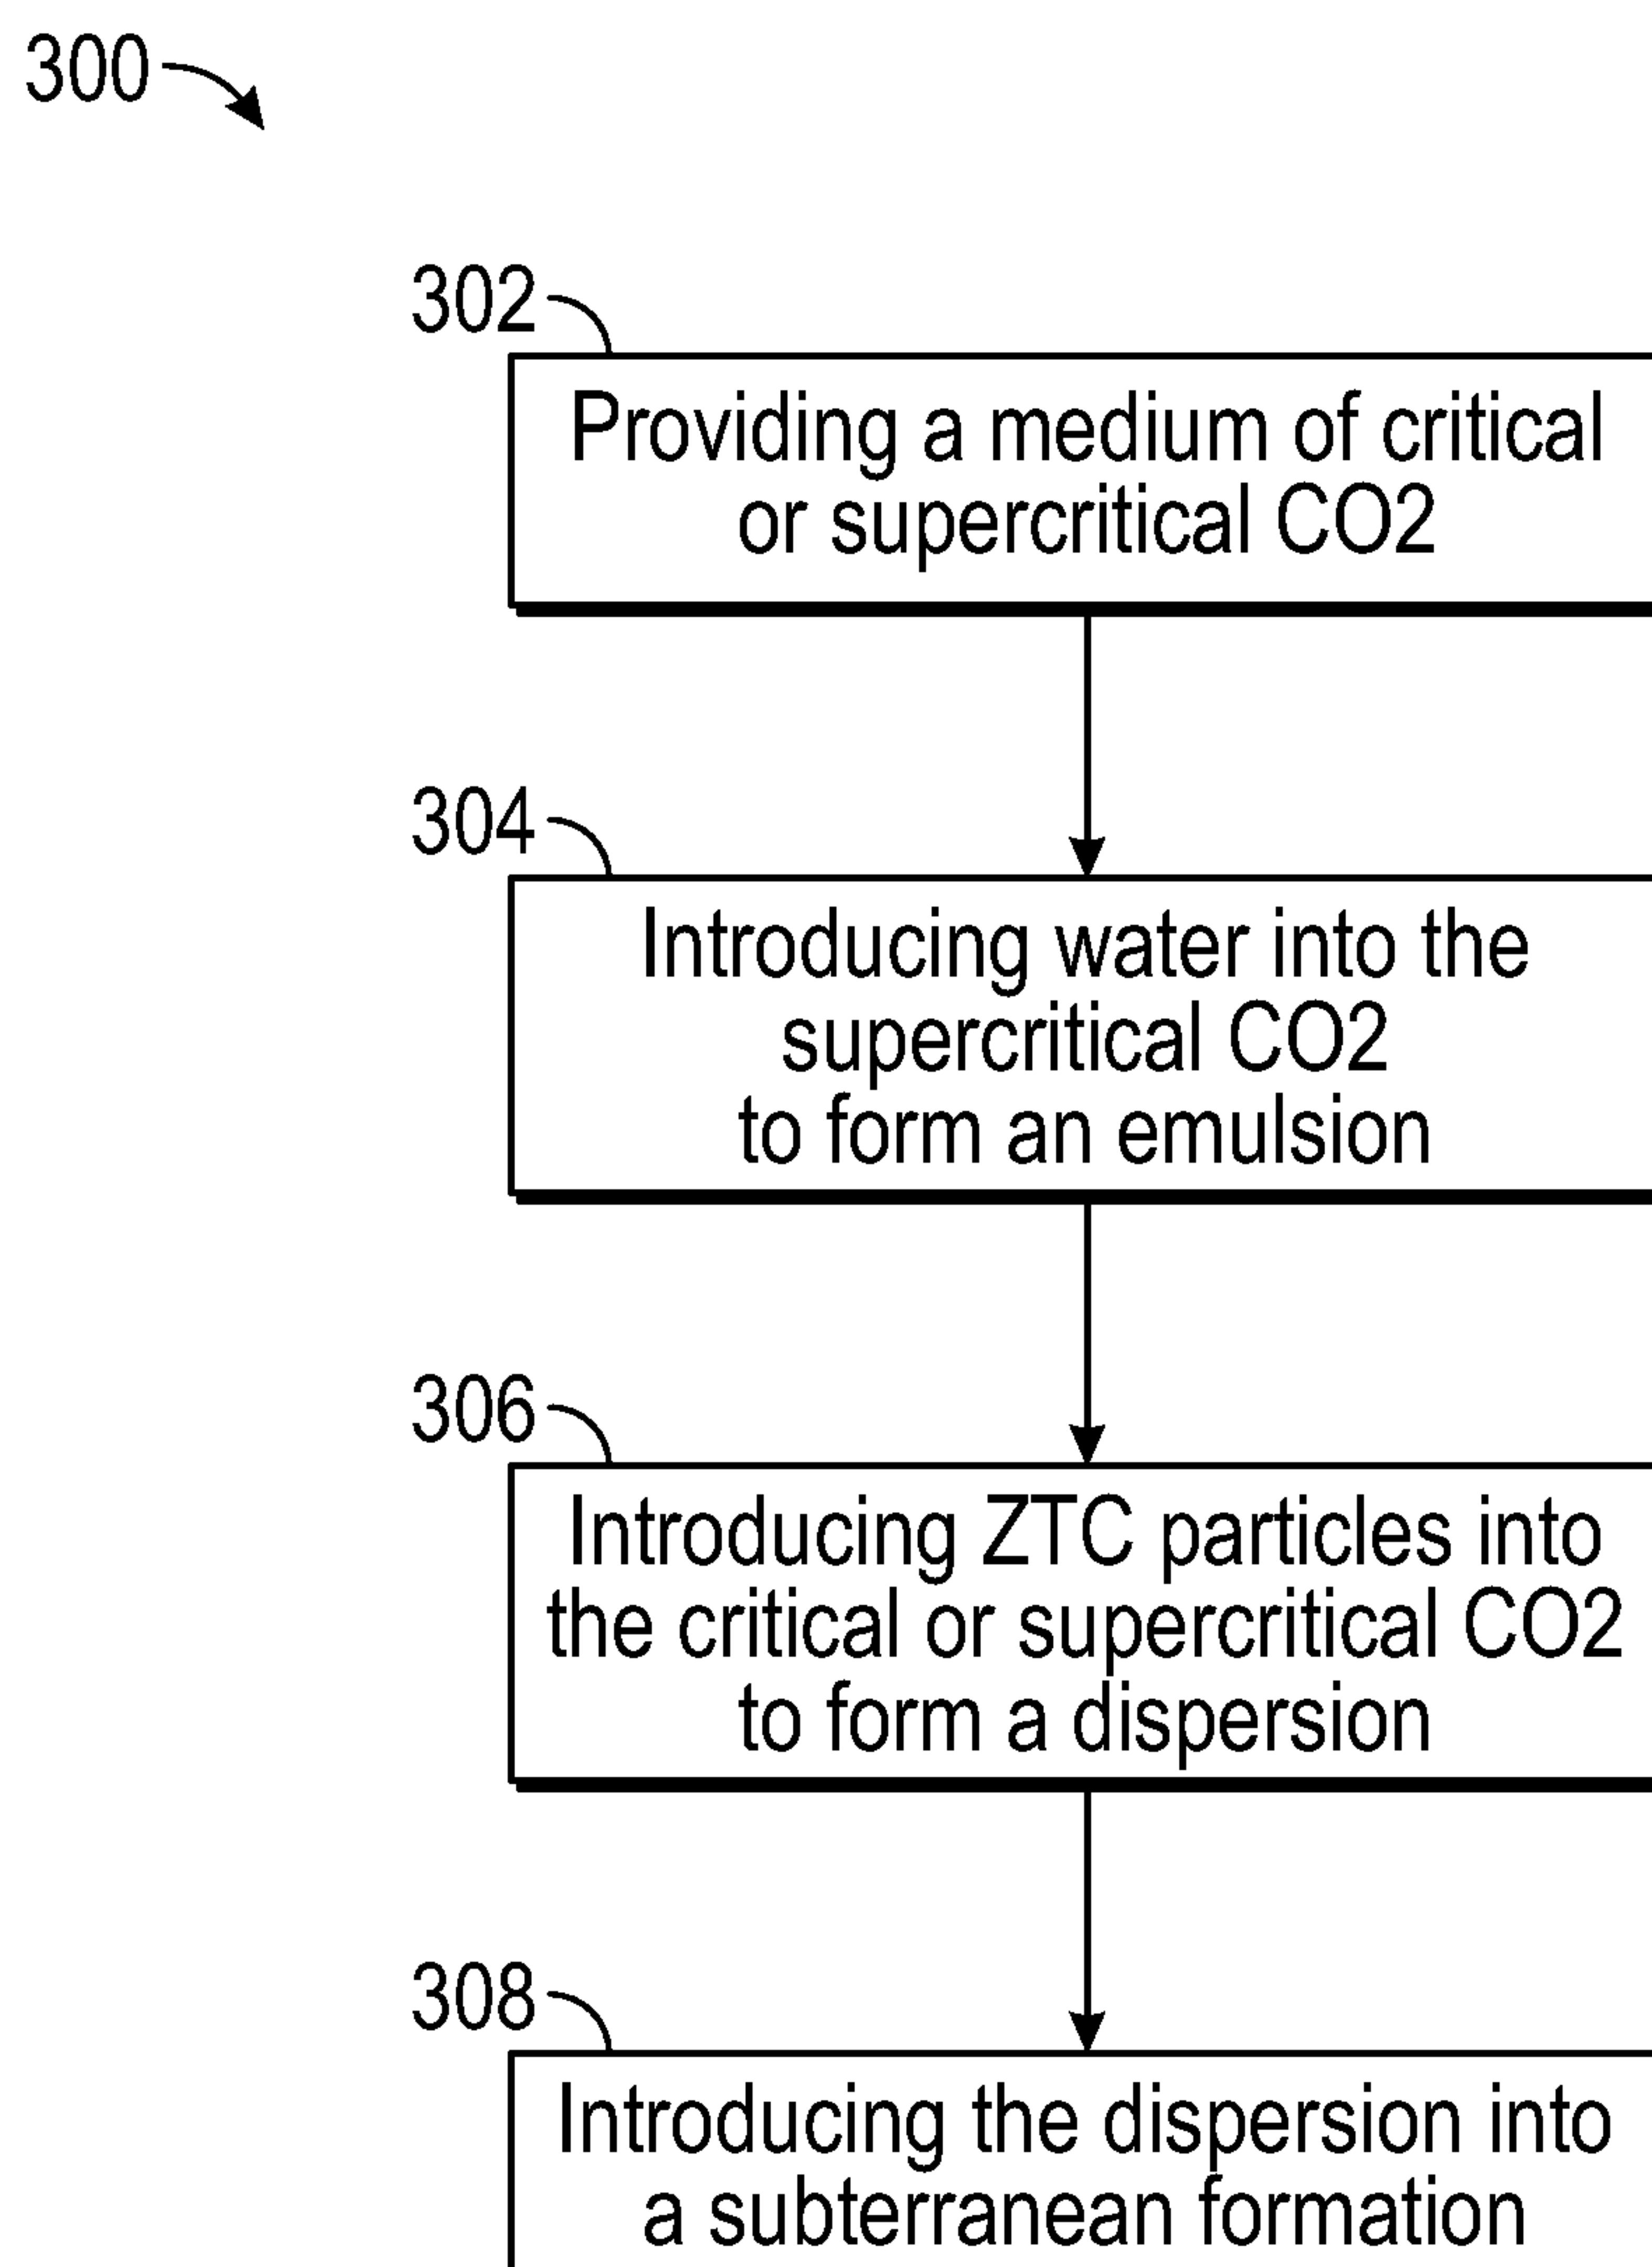 300
302
Providing a medium of critical
or supercritical CO2
304
Introducing water into the
supercritical CO2
to form an emulsion
306
Introducing ZTC particles into
the critical or supercritical CO2
to form a dispersion
308
Introducing the dispersion into
a subterranean formation